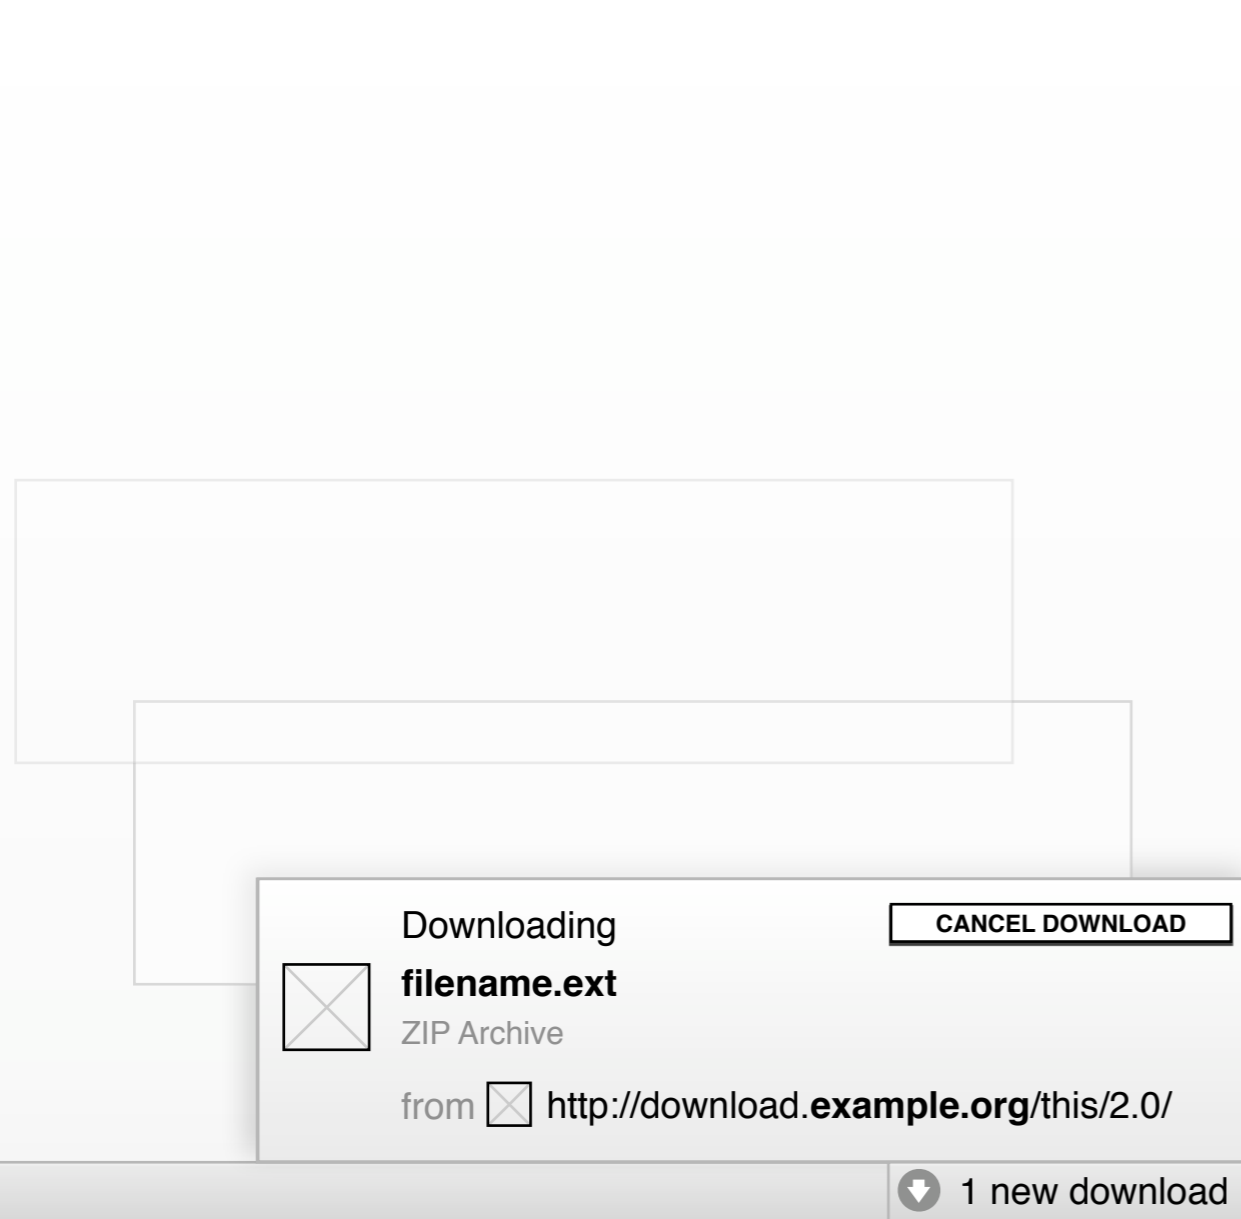 Downloading
CANCEL DOWNLOAD
filename.ext
ZIP Archive
from http://download.example.org/this/2.0/
1 new download